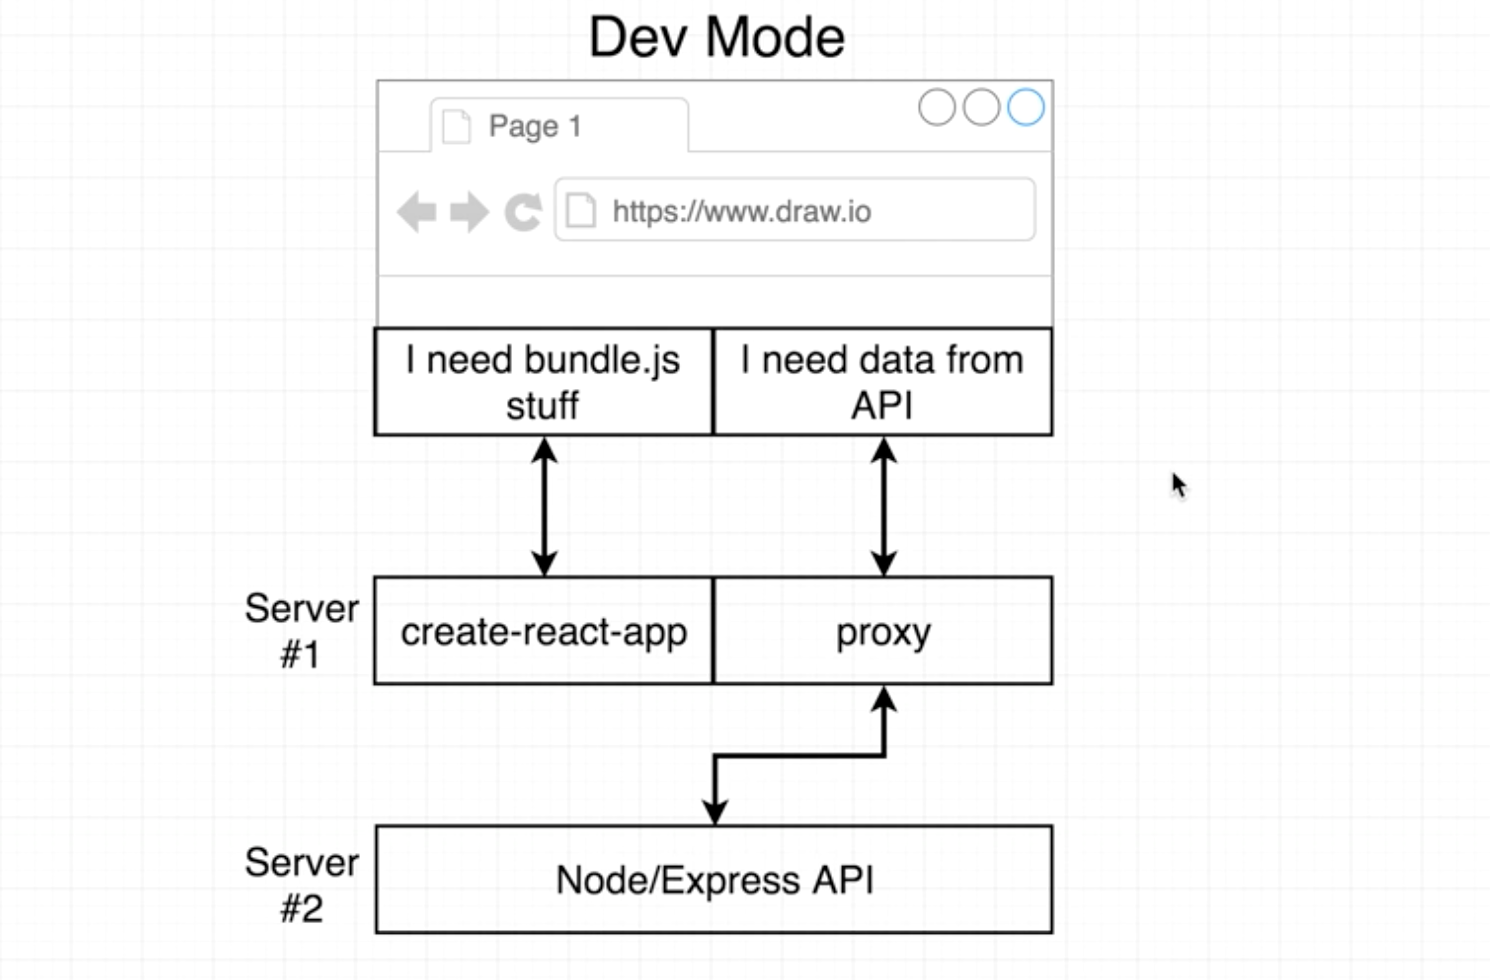 Dev Mode
Page 1
https://www.draw.io
I need bundle.js
stuff
I need data from
API
Server
#1
create-react-app
proxy
Server
#2
Node/Express API